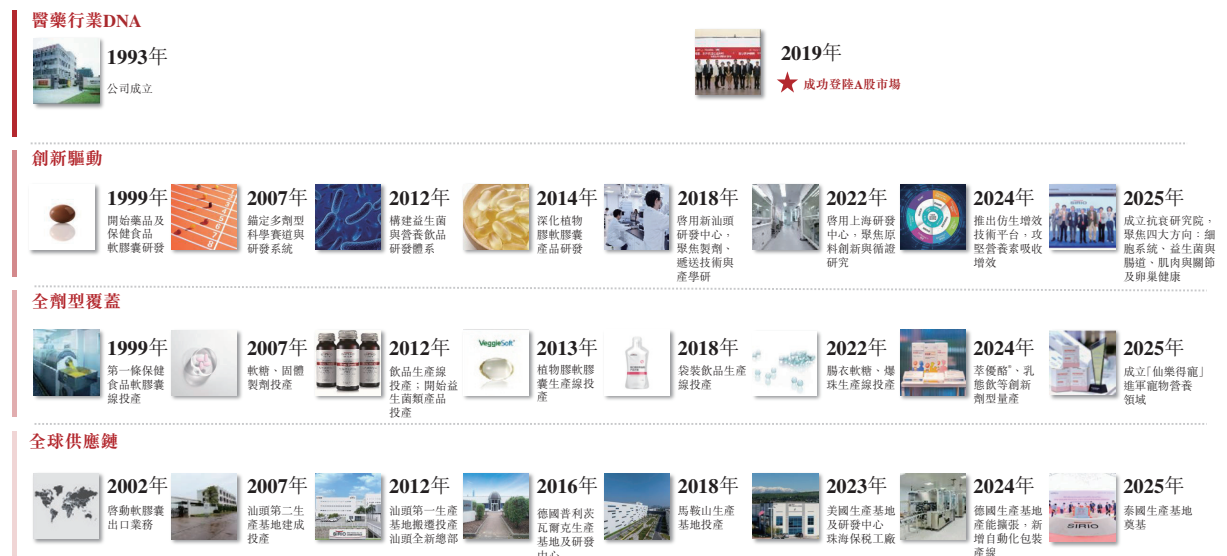 醫藥行業DNA
1993年
公司成立
2019年
★ 成功登陸A股市場
創新驅動
1999年
開始藥品及
保健食品
軟膠囊研發
2007年
錨定多劑型
科學賽道與
研發系統
2012年
構建益生菌
與營養飲品
研發體系
2014年
深化植物
軟膠囊
產品研發
2018年
啓用新汕頭
研發中心，
聚焦製劑、
遞送技術與
產學研
2022年
啓用上海研發
中心，聚焦原
料創新與循證
研究
2024年
推出仿生增效
技術平台，攻
堅營養素吸收
增效
2025年
成立抗衰研究院，
聚焦四大方向：細
胞系統、益生菌與
腸道、肌肉與關節
及卵巢健康
全劑型覆蓋
1999年
第一條保健
食品軟膠囊
線投產
2007年
軟糖、固體
製劑投產
2012年
飲品生產線
投產；開始益
生菌類產品
投產
VeggieSoft
2013年
植物膠軟膠
囊生產線投
產
2018年
袋裝飲品生產
線投產
2022年
腸衣軟糖、爆
珠生產線投產
2024年
萃優酪®、乳
態飲等創新
劑型量產
2025年
成立「仙樂得寵」
進軍寵物營養
領域
全球供應鏈
2002年
啓動軟膠囊
出口業務
2007年
汕頭第二生
產基地建成
投產
SIRIO
2012年
汕頭第一生產
基地搬遷投產
汕頭全新總部
2016年
德國普利茨
瓦爾克生產
基地及研發
中心
2018年
馬鞍山生產
基地投產
2023年
美國生產基地
及研發中心
珠海保稅工廠
2024年
德國生產基地
產能擴張，新
增自動化包裝
產線
SIRIO
2025年
泰國生產基地
奠基